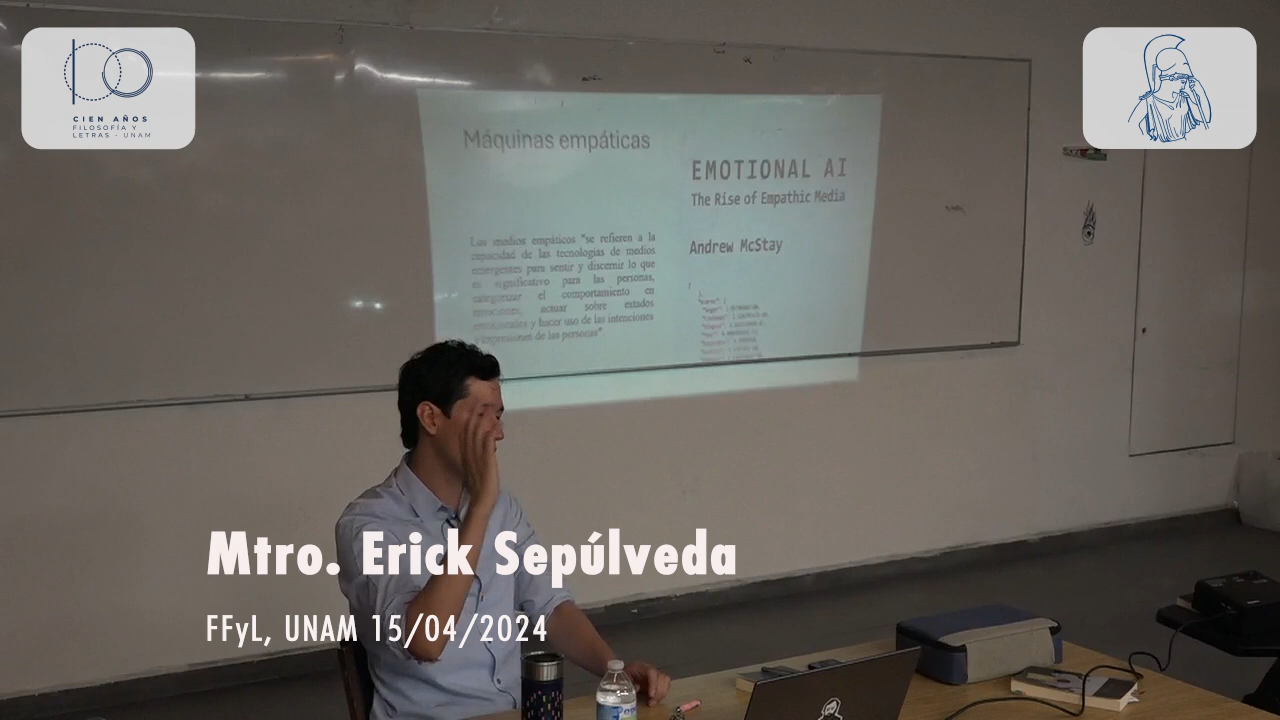 CIEN AÑOS
FILOSOFÍA Y
LETRAS - UNAM
Máquinas empáticas
EMOTIONAL AI
The Rise of Empathic Media
Andrew McStay
Los medios empáticos "se refieren a la
capacidad de las tecnologías de medios
emergentes para sentir y discernir lo que
es significativo para las personas,
categorizar el comportamiento en
emociones, actuar sobre estados
emocionales y hacer uso de las intenciones
y expresiones de las personas"
Mtro. Erick Sepúlveda
FFyL, UNAM 15/04/2024